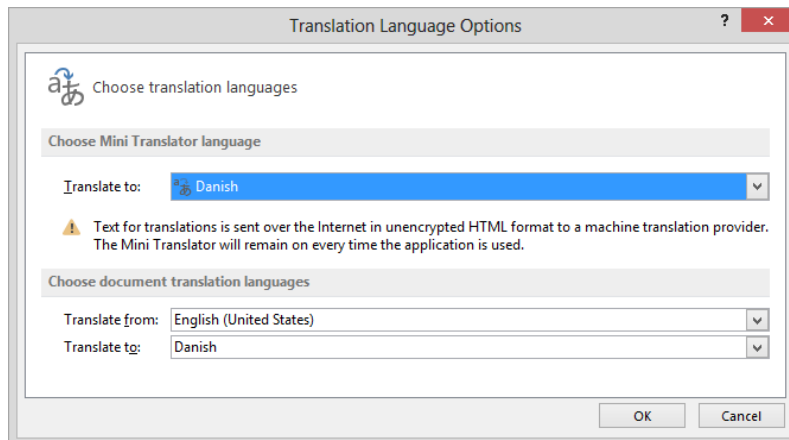 Translation Language Options
?
Choose translation languages
Choose Mini Translator language
Translate to:
Danish
Text for translations is sent over the Internet in unencrypted HTML format to a machine translation provider.
The Mini Translator will remain on every time the application is used.
Choose document translation languages
Translate from: English (United States)
Translate to: Danish
OK Cancel